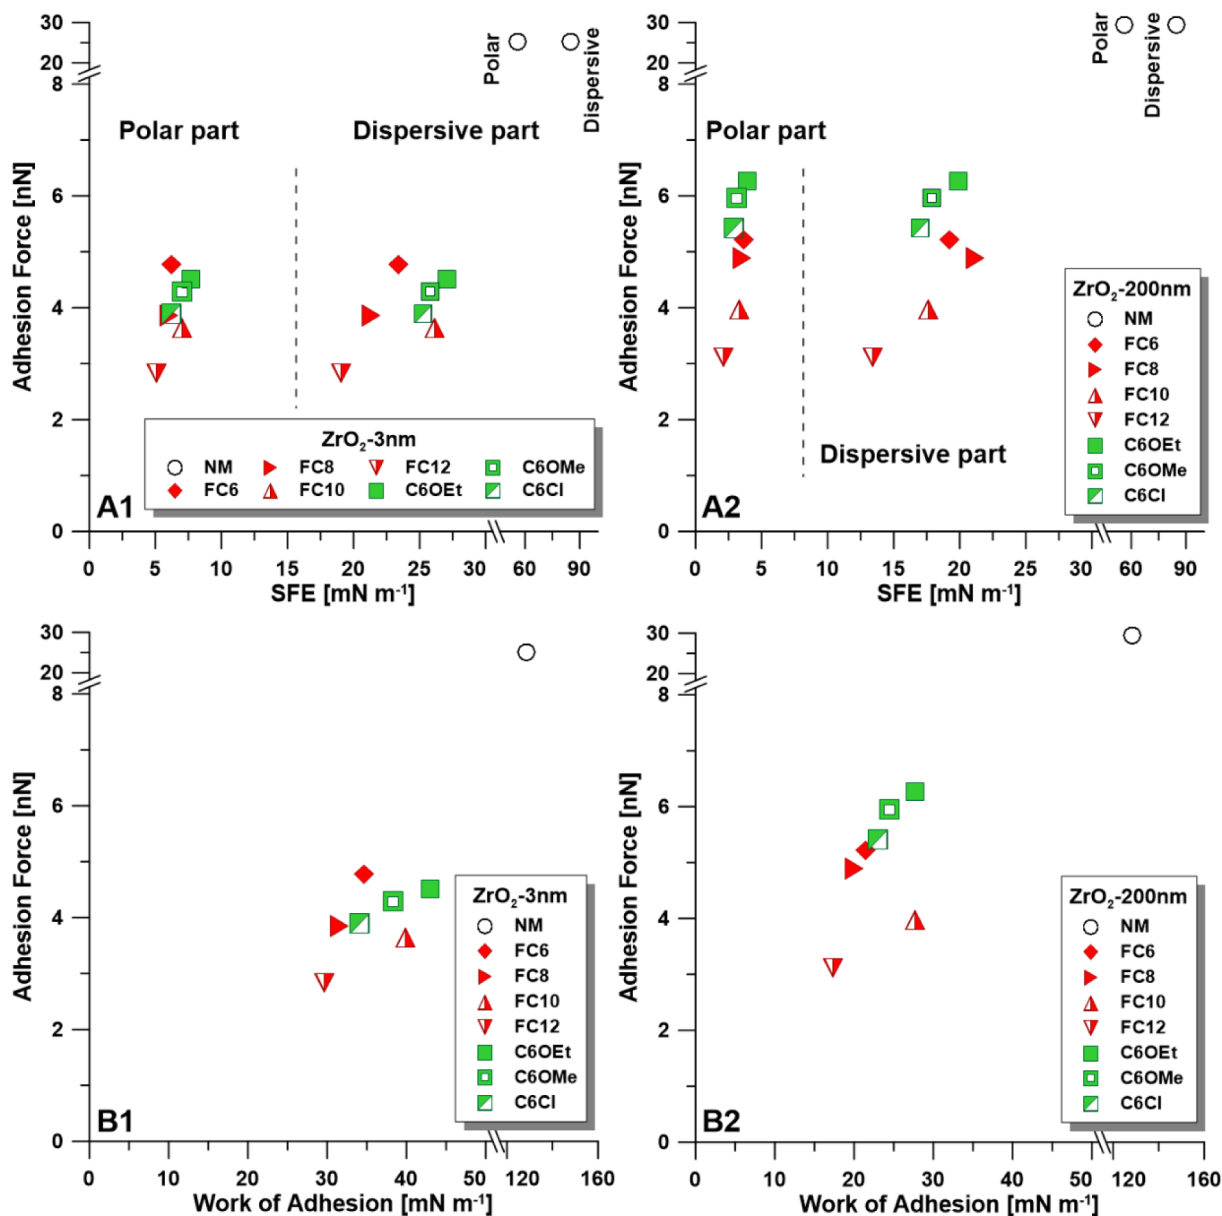 30
20
8
6
4
2
0
Adhesion Force [nN]
Polar
Dispersive
Polar part
Dispersive part
ZrO2-3nm
NM
FC8
FC12
C6OMe
FC6
FC10
C6OEt
C6Cl
A1
0 5 10 15 20 25 30 60 90
SFE [mN m-1]
30
20
8
6
4
2
0
Adhesion Force [nN]
Polar
Dispersive
Polar part
Dispersive part
ZrO2-200nm
NM
FC6
FC8
FC10
FC12
C6OEt
C6OMe
C6Cl
A2
0 5 10 15 20 30 60 90
SFE [mN m-1]
30
20
8
6
4
2
0
Adhesion Force [nN]
ZrO2-3nm
NM
FC6
FC8
FC10
FC12
C6OEt
C6OMe
C6Cl
B1
0 10 20 30 40 50 120 160
Work of Adhesion [mN m-1]
30
20
8
6
4
2
0
Adhesion Force [nN]
ZrO2-200nm
NM
FC6
FC8
FC10
FC12
C6OEt
C6OMe
C6Cl
B2
0 10 20 30 40 50 120 160
Work of Adhesion [mN m-1]